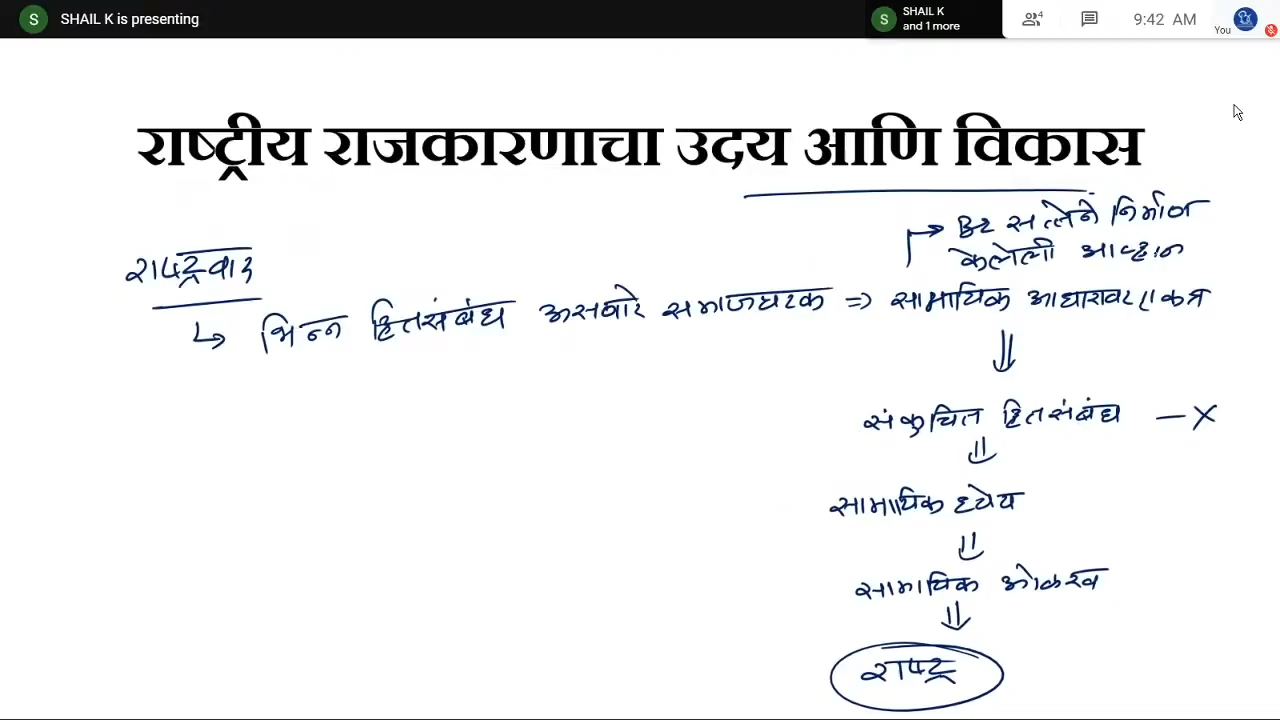 S SHAIL K is presenting
S SHAIL K and 1 more
4
9:42 AM
You
राष्ट्रीय राजकारणाचा उदय आणि विकास
राष्ट्रवाद
→ सत्तेने निर्माण
केलेली आव्हान
↳ भिन्न हितसंबंध असणारे समाजघटक ⇒ सामायिक आधारावर एकत्र
⇓
संकुचित हितसंबंध — X
⇓
सामायिक ध्येय
⇓
सामायिक ओळख
⇓
राष्ट्र